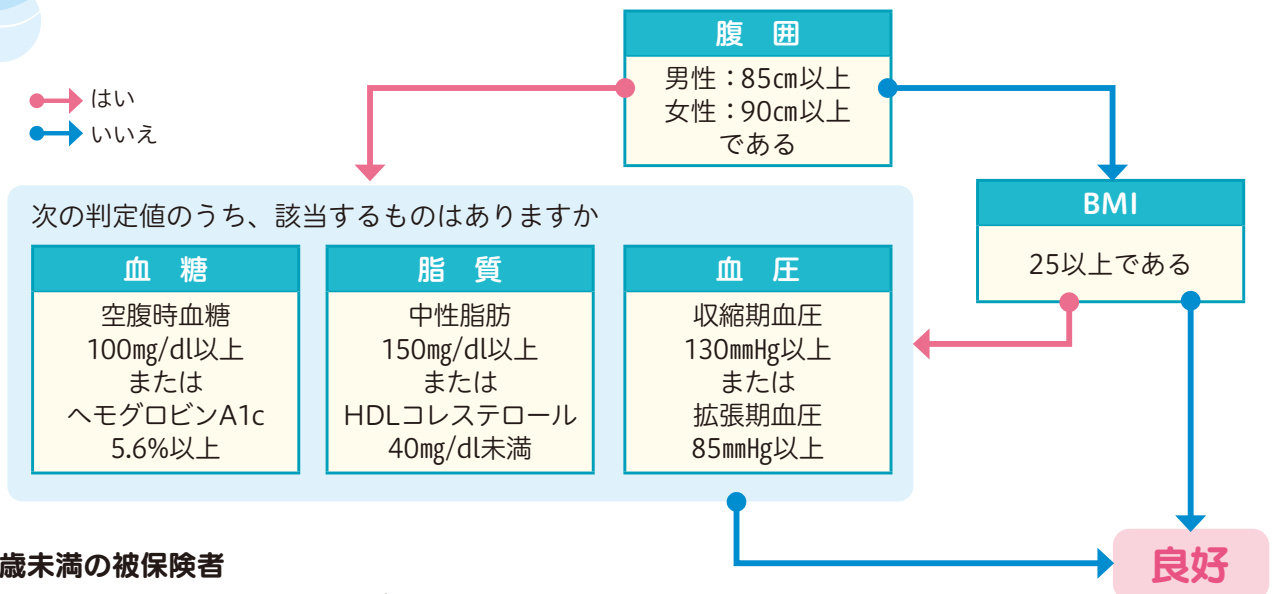 腹 囲
男性：85㎝以上
女性：90㎝以上
である
はい
いいえ
BMI
25以上である
次の判定値のうち、該当するものはありますか
血 糖
空腹時血糖
100㎎/dl以上
または
ヘモグロビンA1c
5.6%以上
脂 質
中性脂肪
150㎎/dl以上
または
HDLコレステロール
40㎎/dl未満
血 圧
収縮期血圧
130㎜Hg以上
または
拡張期血圧
85㎜Hg以上
良好
歳未満の被保険者